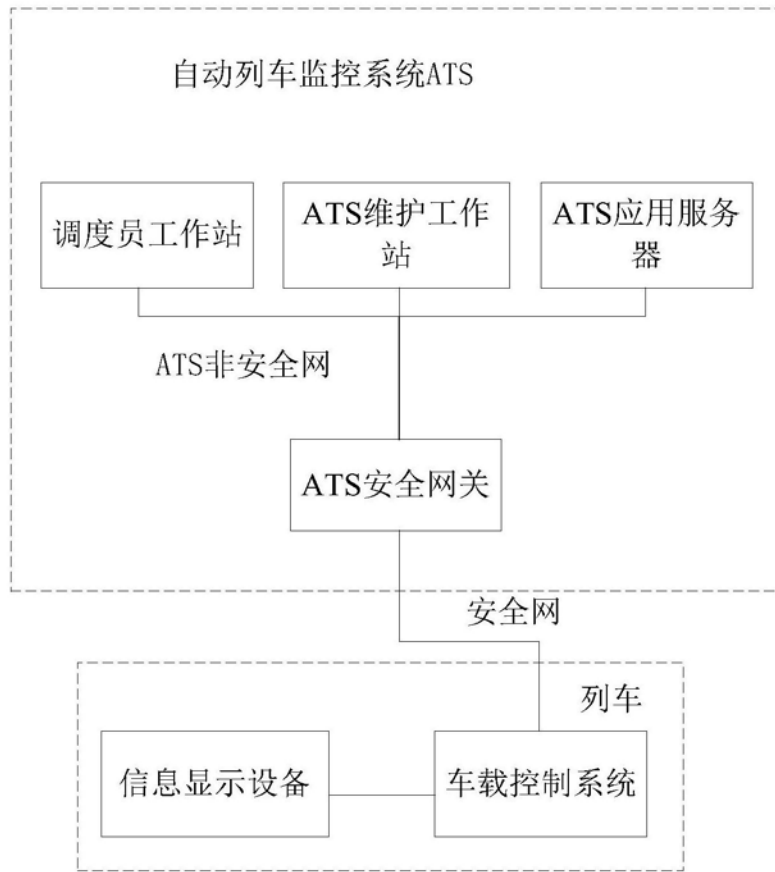 自动列车监控系统ATS
调度员工作站
ATS维护工作
站
ATS应用服务
器
ATS非安全网
ATS安全网关
安全网
列车
信息显示设备
车载控制系统